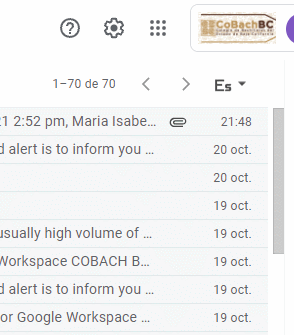 CoBachBC
1–70 de 70
Es
21 2:52 pm, Maria Isabe... 21:48
d alert is to inform you ... 20 oct.
20 oct.
19 oct.
usually high volume of ... 19 oct.
Workspace COBACH B... 19 oct.
d alert is to inform you ... 19 oct.
or Google Workspace ... 19 oct.